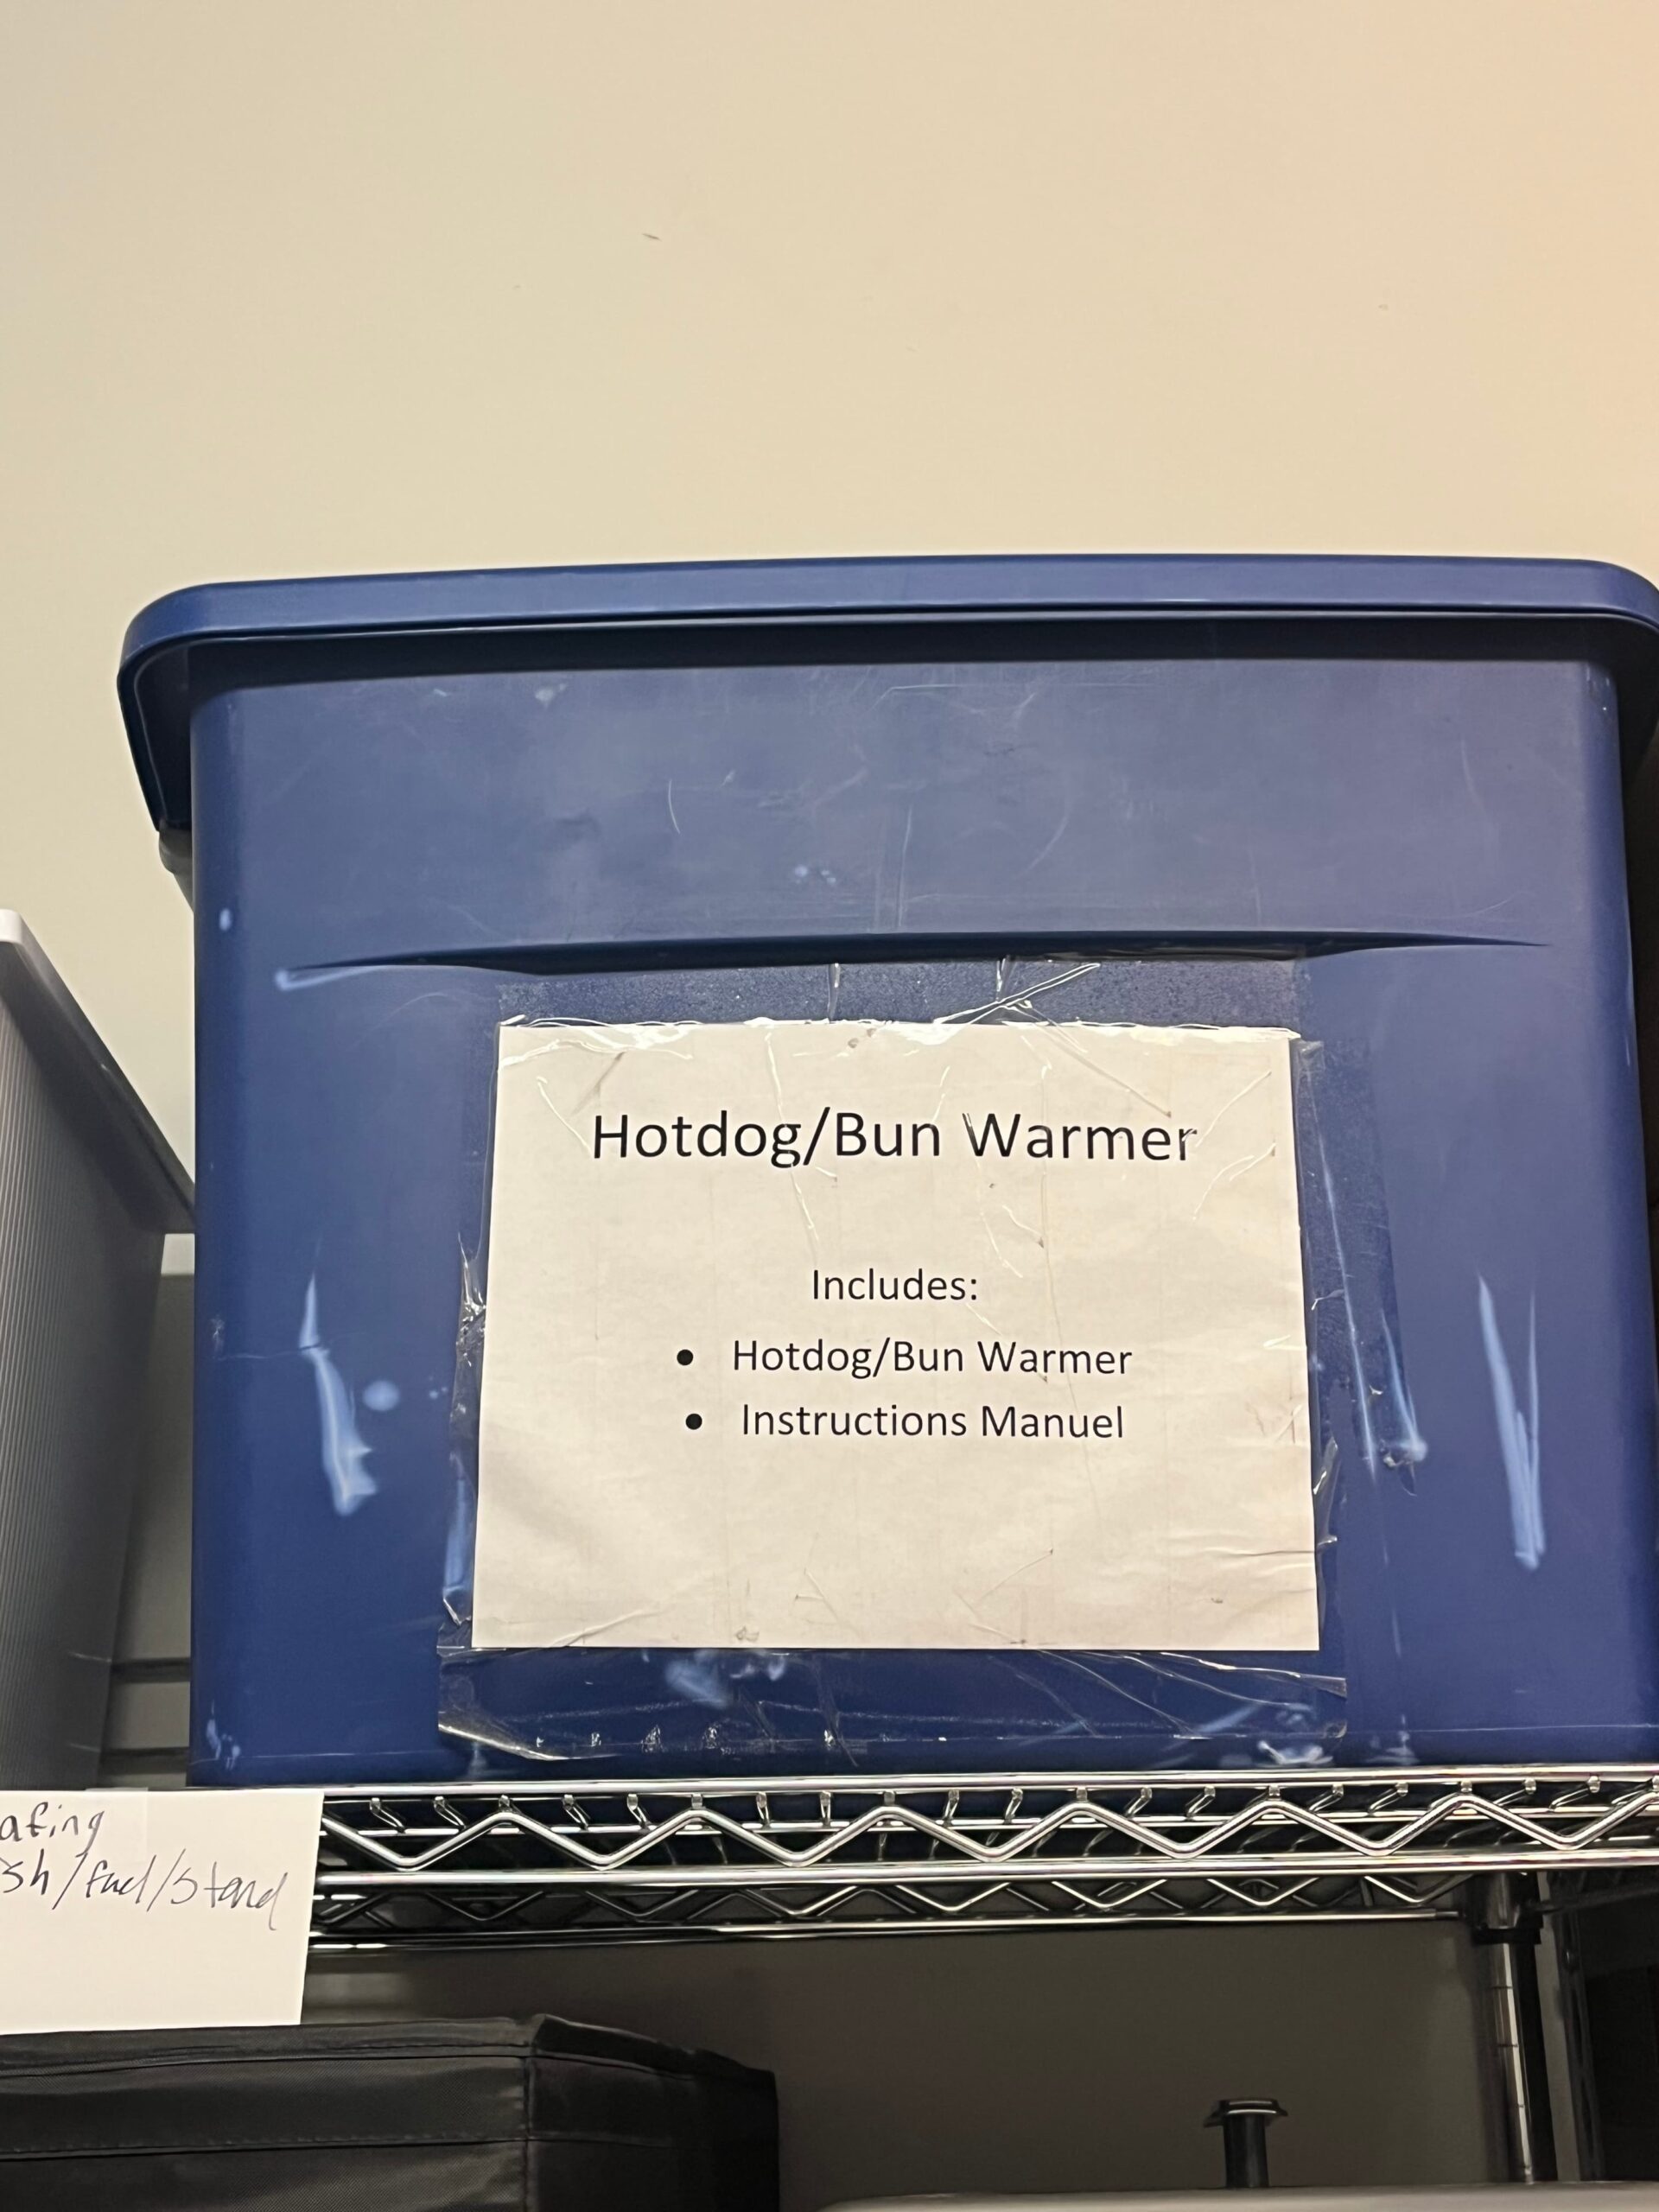 Hotdog/Bun Warmer
Includes:
• Hotdog/Bun Warmer
• Instructions Manuel
afing
sh/fuel/stand